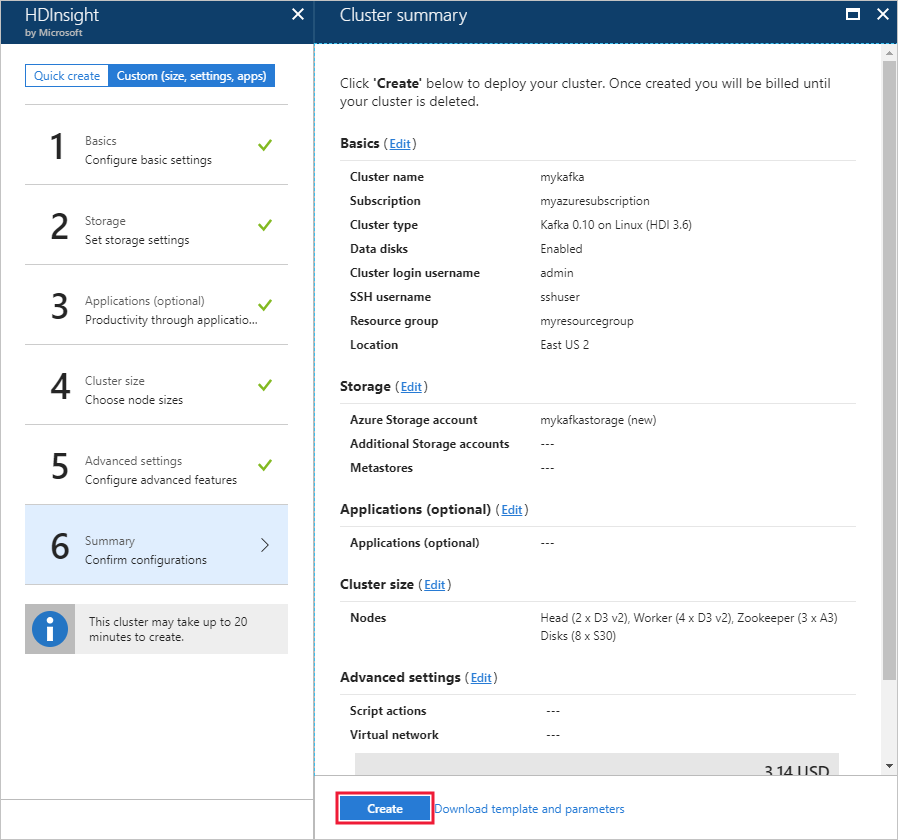 HDInsight
by Microsoft
Quick create
Custom (size, settings, apps)
1
Basics
Configure basic settings
2
Storage
Set storage settings
3
Applications (optional)
Productivity through applicatio...
4
Cluster size
Choose node sizes
5
Advanced settings
Configure advanced features
6
Summary
Confirm configurations
This cluster may take up to 20
minutes to create.
Cluster summary
Click 'Create' below to deploy your cluster. Once created you will be billed until
your cluster is deleted.
Basics (Edit)
Cluster name mykafka
Subscription myazuresubscription
Cluster type Kafka 0.10 on Linux (HDI 3.6)
Data disks Enabled
Cluster login username admin
SSH username sshuser
Resource group myresourcegroup
Location East US 2
Storage (Edit)
Azure Storage account mykafkastorage (new)
Additional Storage accounts ---
Metastores ---
Applications (optional) (Edit)
Applications (optional) ---
Cluster size (Edit)
Nodes Head (2 x D3 v2), Worker (4 x D3 v2), Zookeeper (3 x A3)
Disks (8 x S30)
Advanced settings (Edit)
Script actions ---
Virtual network ---
3.14 USD
Create
Download template and parameters